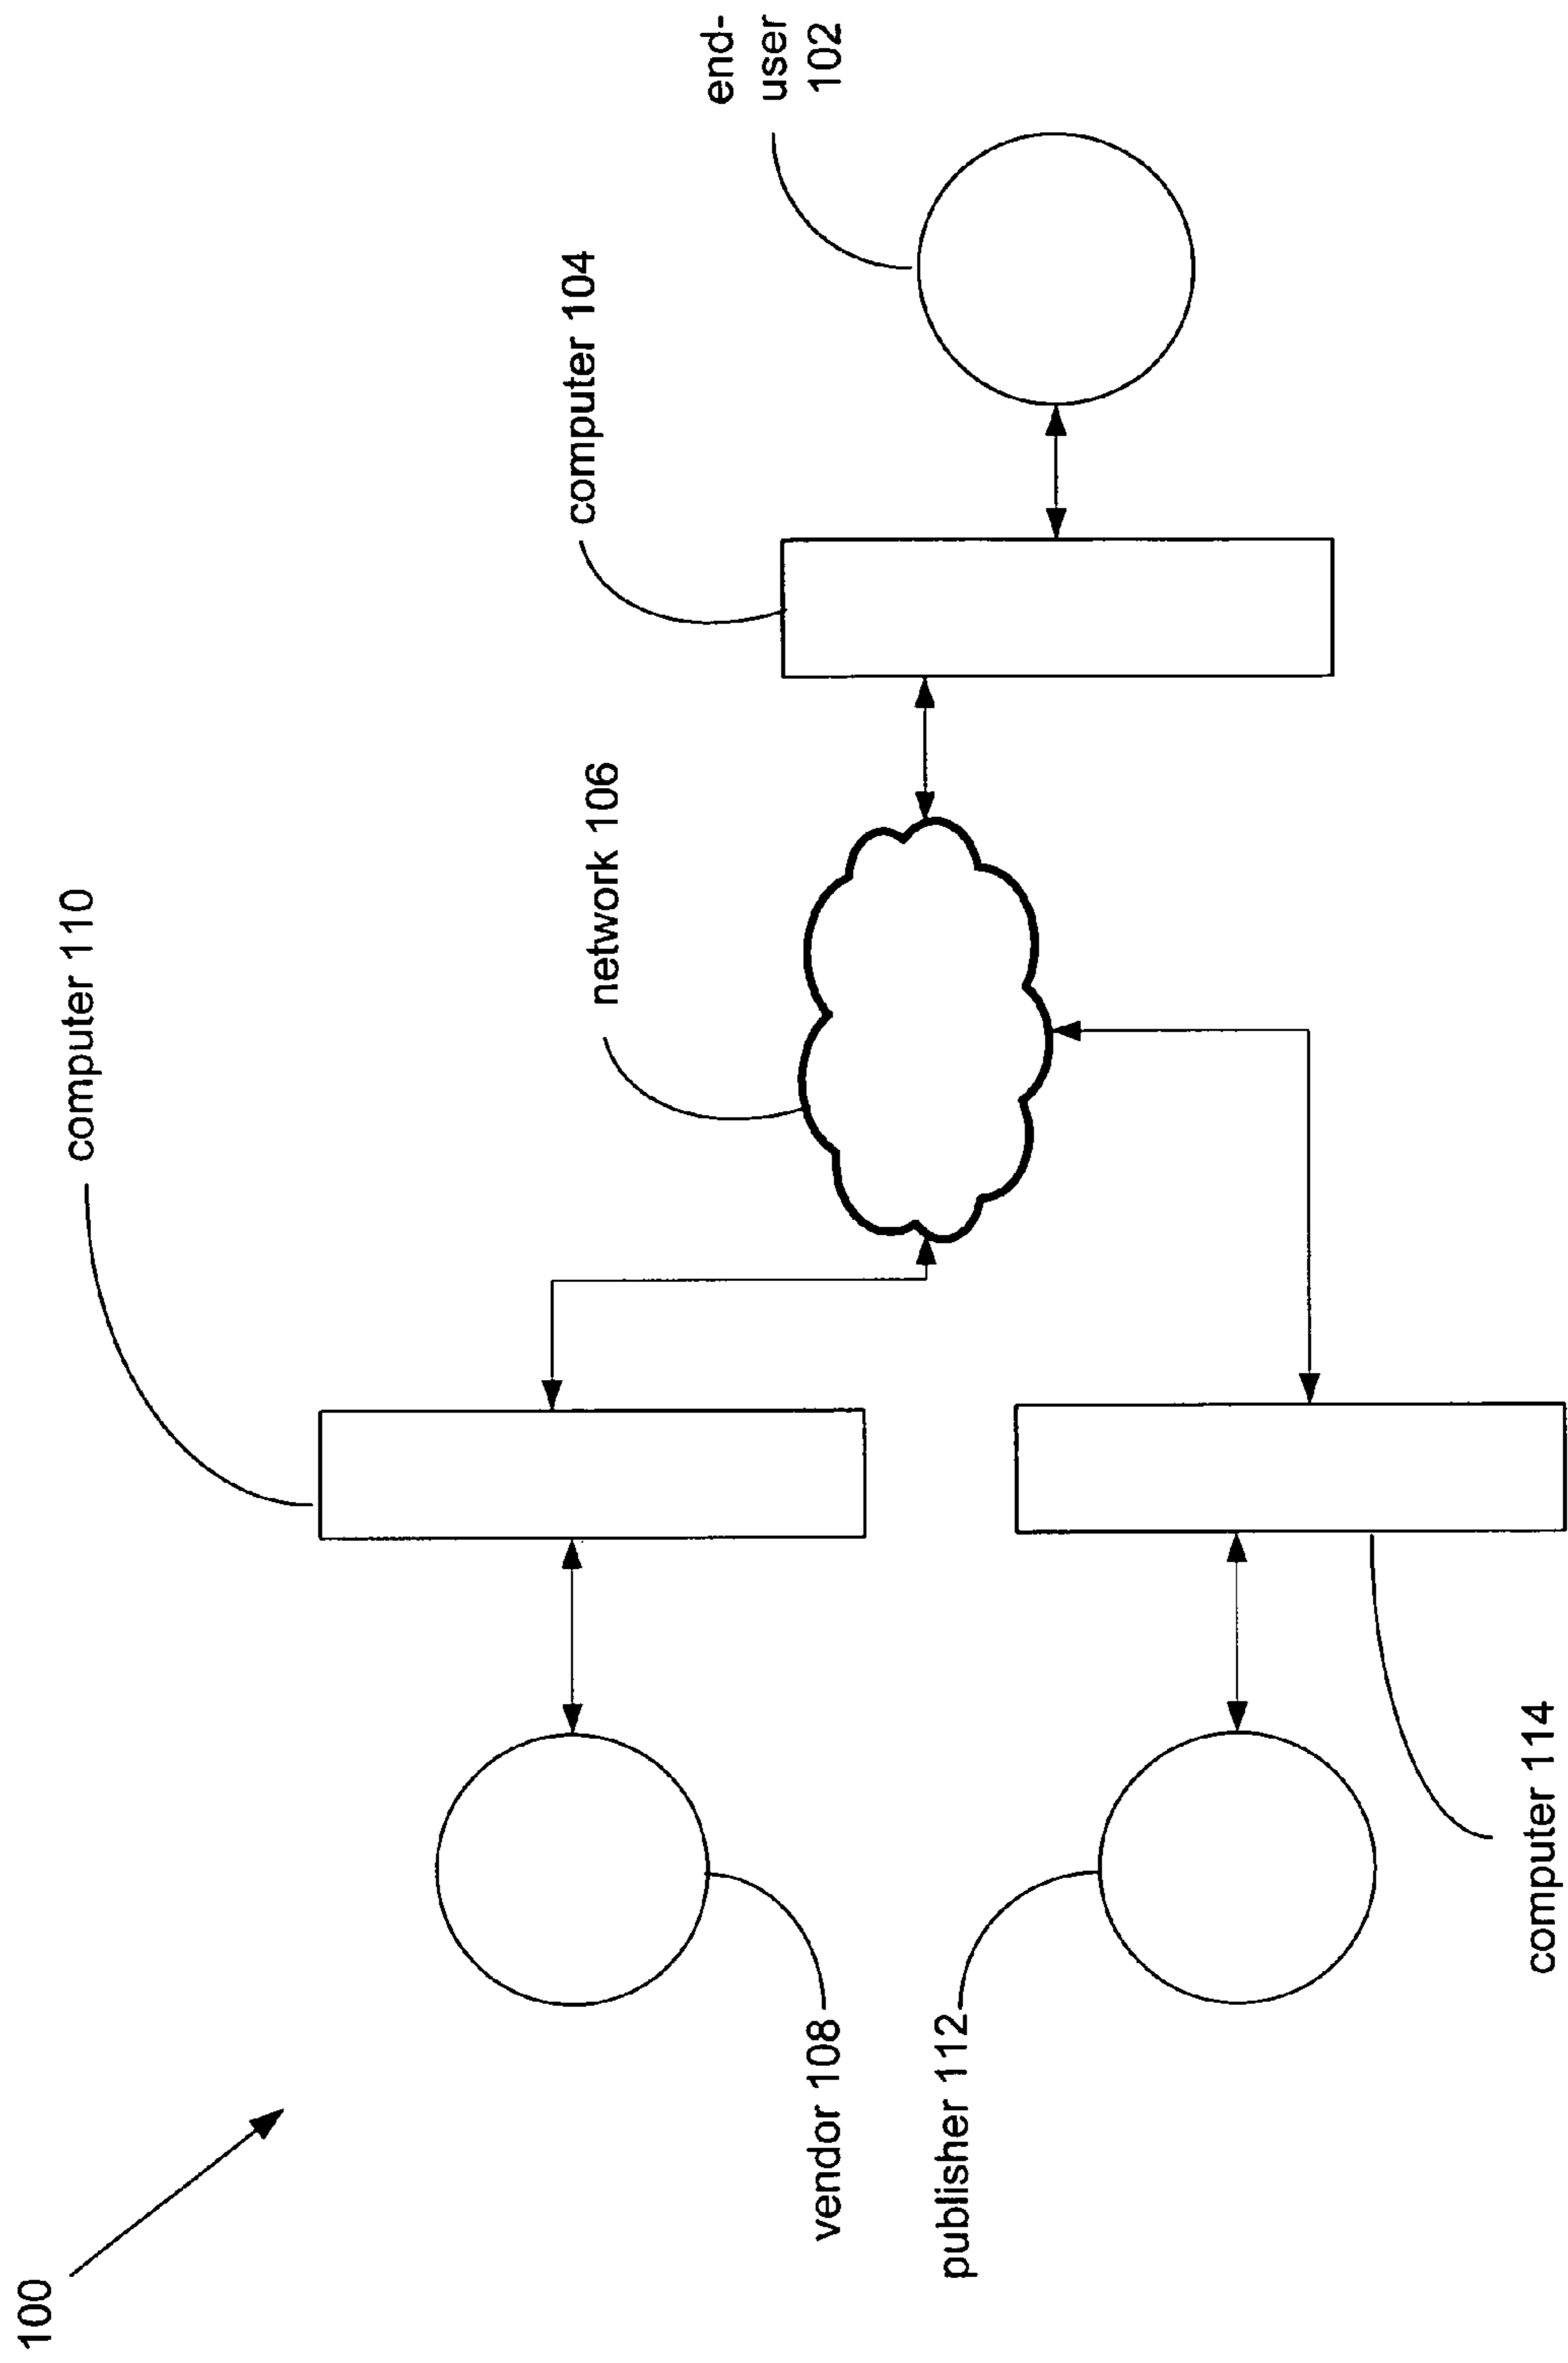 100
computer 110
network 106
computer 104
end-
user
102
vendor 108
publisher 112
computer 114